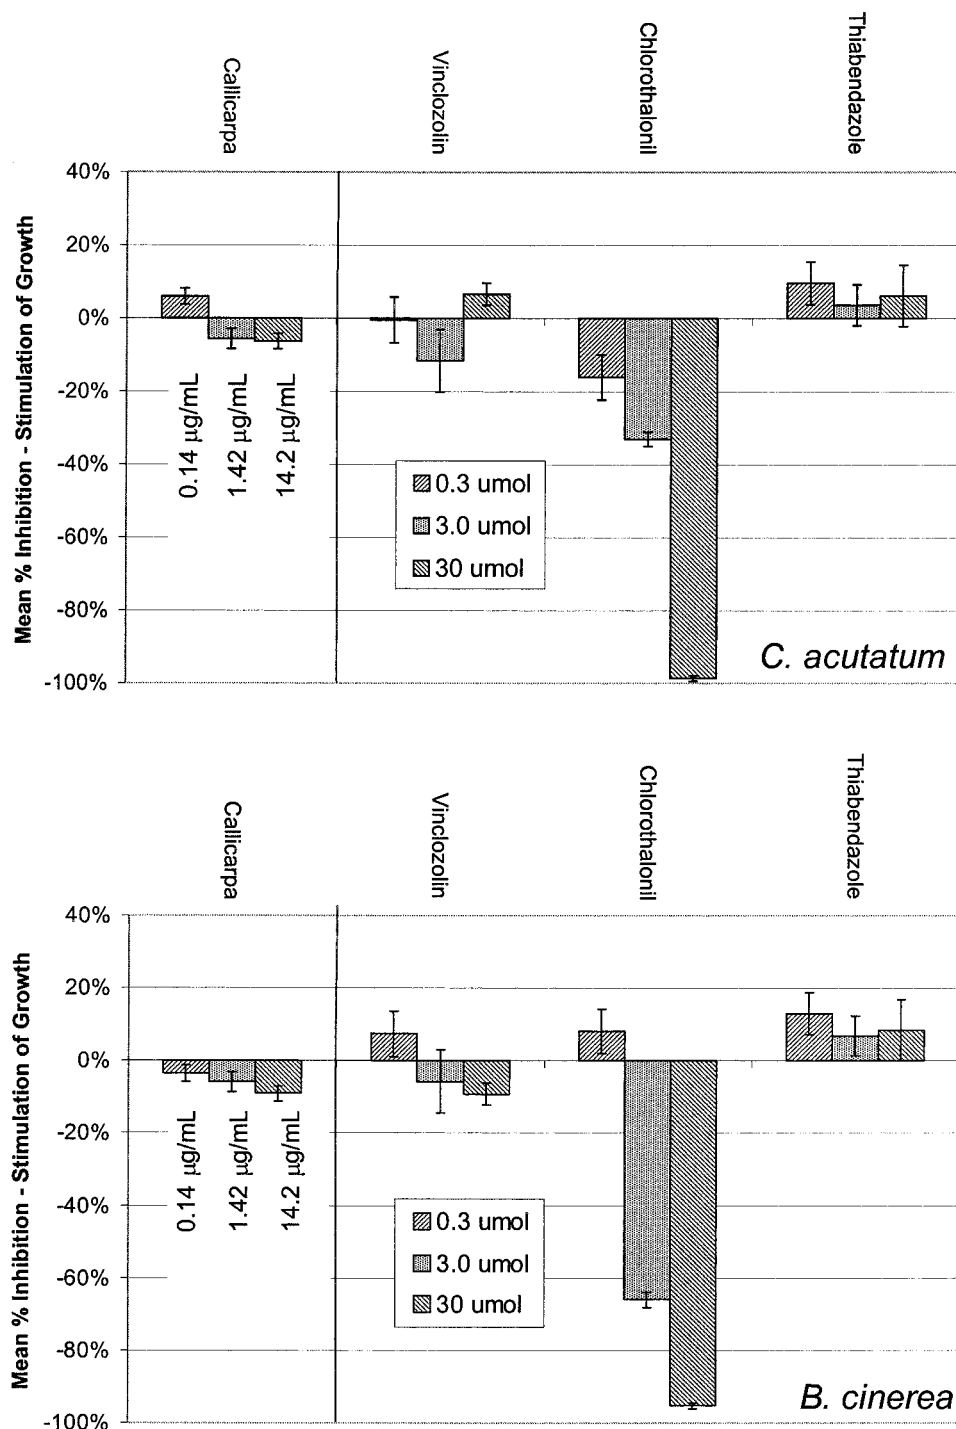 Callicarpa
Vinclozolin
Chlorothalonil
Thiabendazole
Mean % Inhibition - Stimulation of Growth
40%
20%
0%
-20%
-40%
-60%
-80%
-100%
0.14 µg/mL
1.42 µg/mL
14.2 µg/mL
0.3 umol
3.0 umol
30 umol
C. acutatum
Callicarpa
Vinclozolin
Chlorothalonil
Thiabendazole
Mean % Inhibition - Stimulation of Growth
40%
20%
0%
-20%
-40%
-60%
-80%
-100%
0.14 µg/mL
1.42 µg/mL
14.2 µg/mL
0.3 umol
3.0 umol
30 umol
B. cinerea